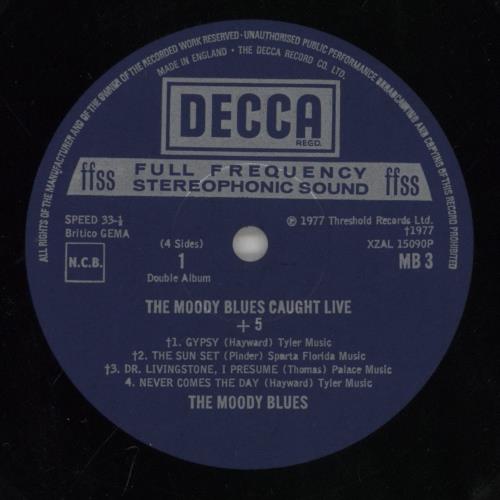 ALL RIGHTS OF THE MANUFACTURER AND OF THE OWNER OF THE RECORDED WORK RESERVED · UNAUTHORISED PUBLIC PERFORMANCE BROADCASTING AND COPYING OF THIS RECORD PROHIBITED
MADE IN ENGLAND · THE DECCA RECORD CO. LTD.
DECCA
REGD.
ffss FULL FREQUENCY ffss
STEREOPHONIC SOUND
SPEED 33⅓
Britico GEMA
N.C.B.
(4 Sides)
1
Double Album
℗ 1977 Threshold Records Ltd.
†1977
XZAL 15090P
MB 3
THE MOODY BLUES CAUGHT LIVE
+ 5
†1. GYPSY (Hayward) Tyler Music
†2. THE SUN SET (Pinder) Sparta Florida Music
†3. DR. LIVINGSTONE, I PRESUME (Thomas) Palace Music
4. NEVER COMES THE DAY (Hayward) Tyler Music
THE MOODY BLUES